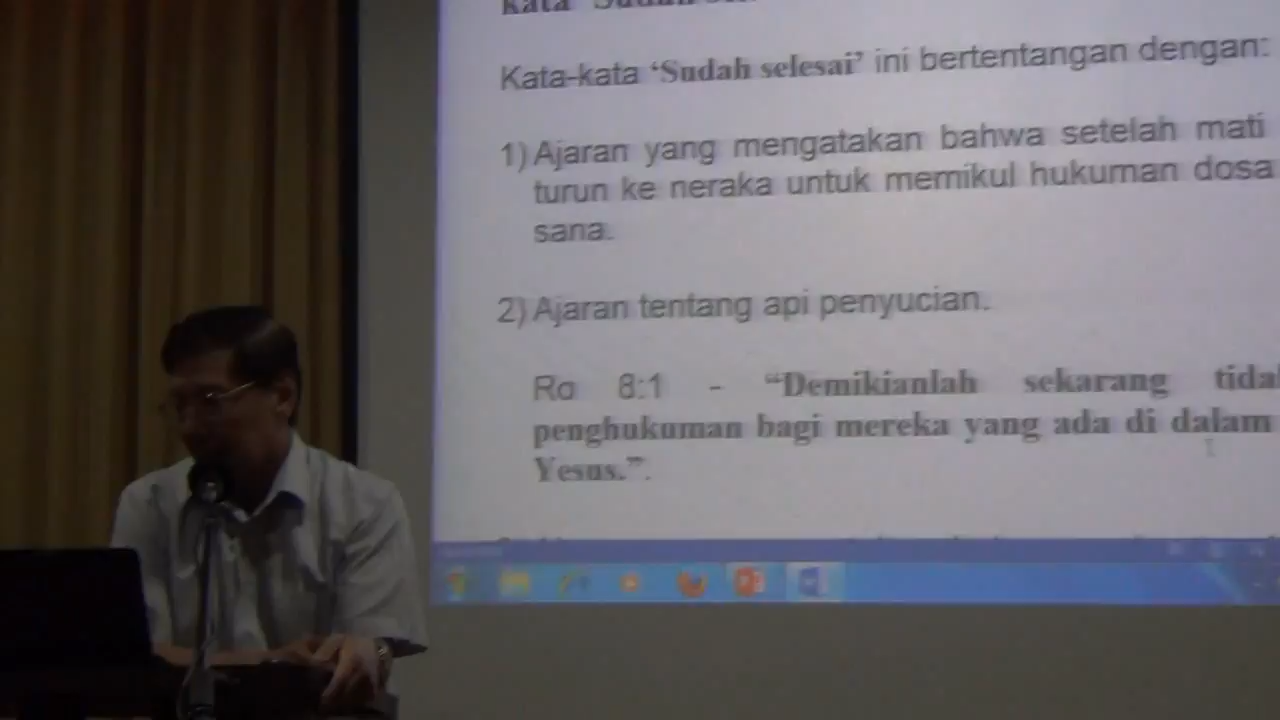 kata
Kata-kata ‘Sudah selesai’ ini bertentangan dengan:
1) Ajaran yang mengatakan bahwa setelah mati
turun ke neraka untuk memikul hukuman dosa
sana.
2) Ajaran tentang api penyucian.
Ro 8:1 - “Demikianlah sekarang
penghukuman bagi mereka yang ada di dalam
Yesus.”.